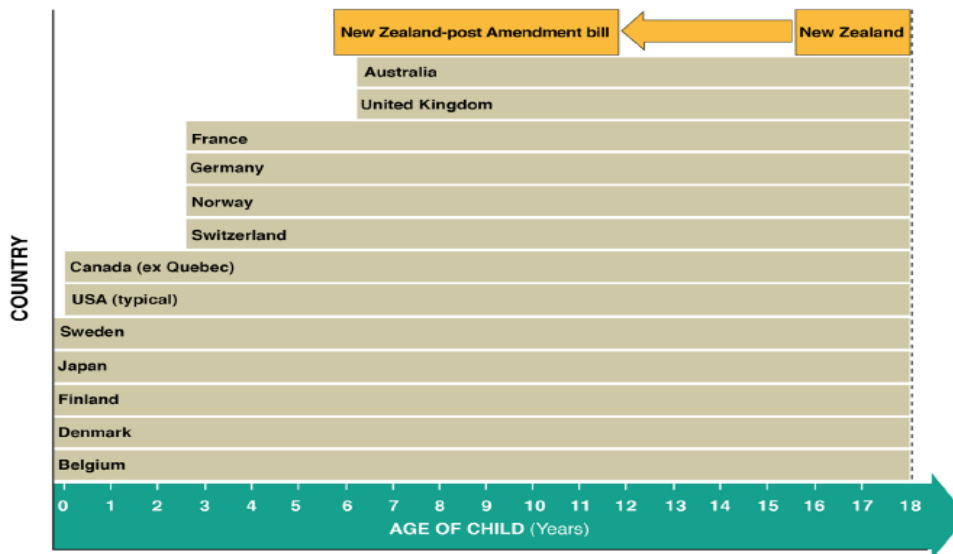 New Zealand-post Amendment bill
New Zealand
Australia
United Kingdom
France
Germany
Norway
Switzerland
Canada (ex Quebec)
USA (typical)
Sweden
Japan
Finland
Denmark
Belgium
COUNTRY
0 1 2 3 4 5 6 7 8 9 10 11 12 13 14 15 16 17 18
AGE OF CHILD (Years)